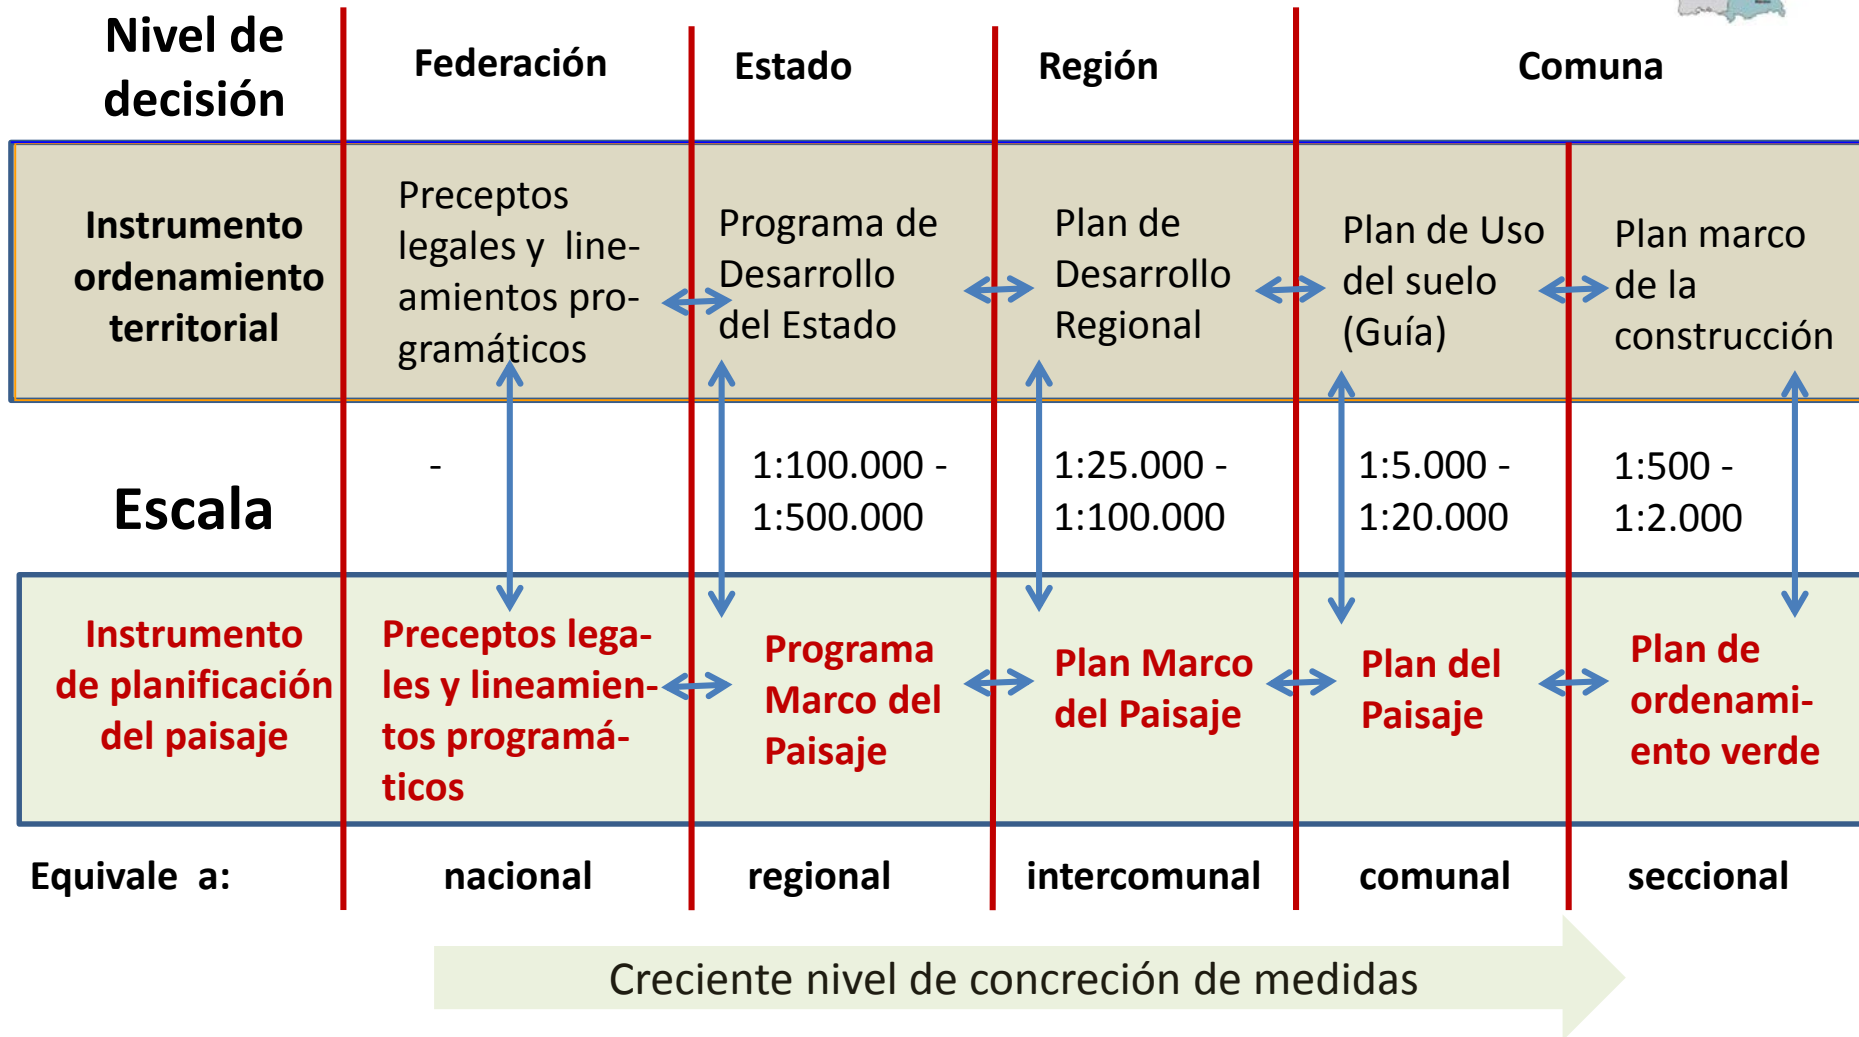 Nivel de
decisión
Federación
Estado
Región
Comuna
Instrumento
ordenamiento
territorial
Preceptos
legales y line-
amientos pro-
gramáticos
Programa de
Desarrollo
del Estado
Plan de
Desarrollo
Regional
Plan de Uso
del suelo
(Guía)
Plan marco
de la
construcción
Escala
-
1:100.000 -
1:500.000
1:25.000 -
1:100.000
1:5.000 -
1:20.000
1:500 -
1:2.000
Instrumento
de planificación
del paisaje
Preceptos lega-
les y lineamien-
tos programá-
ticos
Programa
Marco del
Paisaje
Plan Marco
del Paisaje
Plan del
Paisaje
Plan de
ordenami-
ento verde
Equivale a:
nacional
regional
intercomunal
comunal
seccional
Creciente nivel de concreción de medidas